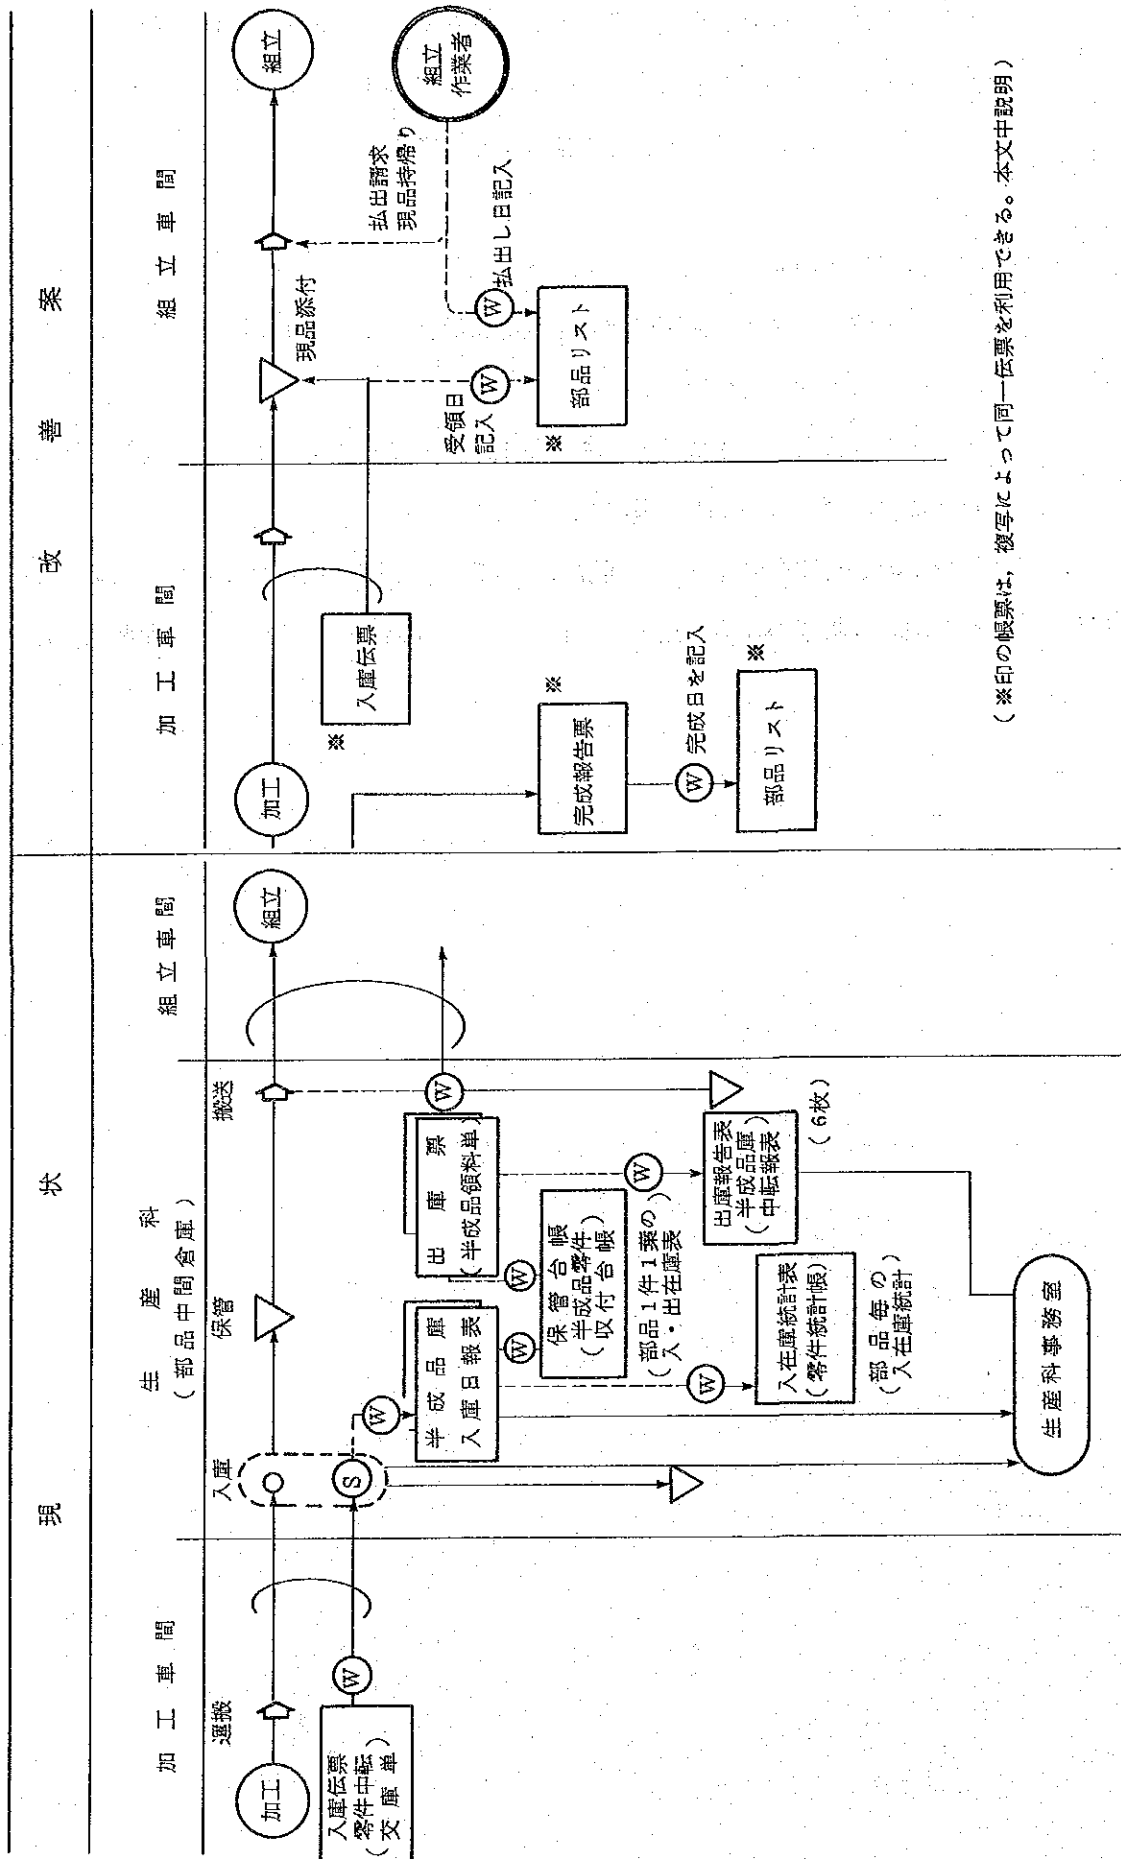 現 状
改 善 案
加 工 車 間
生 産 科
(部品中間倉庫)
組 立 車 間
加 工 車 間
組 立 車 間
運搬
入庫
保管
搬送
加工
組立
入庫伝票
(零件中転
交 庫 単)
W
S
W
半 成 品 庫
入 庫 日 報 表
W
W
出 庫 票
(半成品領料単)
W
保 管 台 帳
(半成品零件
収 付 台 帳)
(部品1件1葉の
入・出在庫表)
W
入在庫統計表
(零件統計帳)
(部 品 毎 の
入在庫統計)
W
出庫報告表
(半成品庫
中転報表)
(6枚)
生産科事務室
加工
組立
入庫伝票
※
現品添付
払出請求
現品持帰り
組立
作業者
完成報告票
※
W
完成日を記入
部品リスト
※
受領日
記入
W
W
払出し日記入
部品リスト
※
(※印の帳票は,複写によって同一伝票を利用できる。本文中説明)